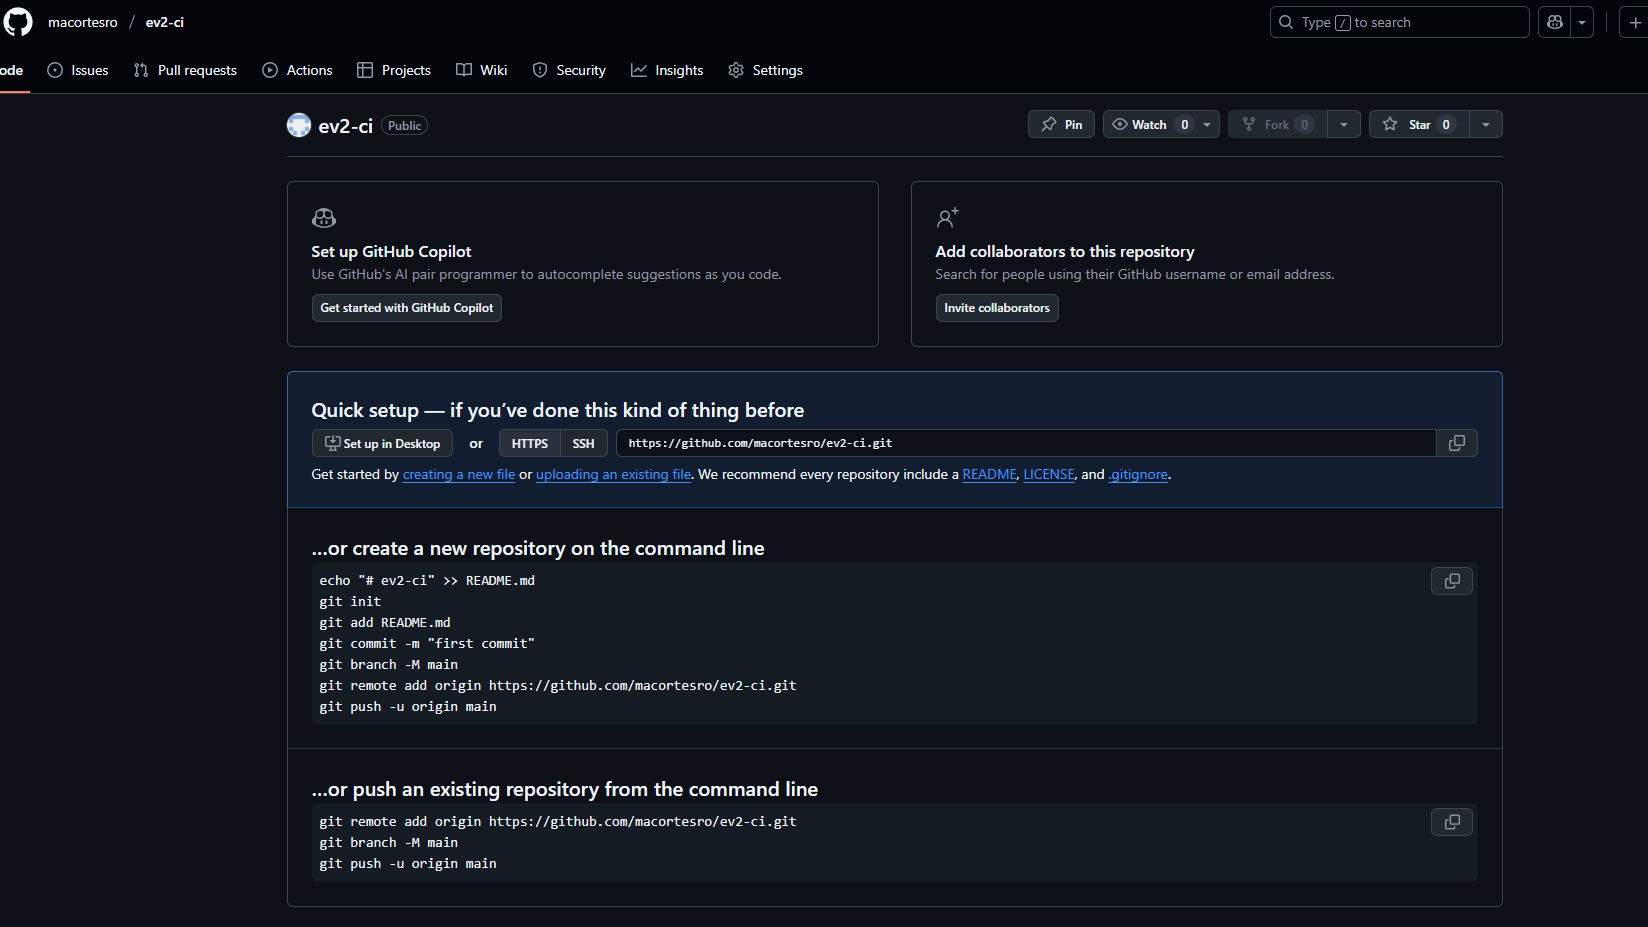 macortesro / ev2-ci
Type / to search
ode Issues Pull requests Actions Projects Wiki Security Insights Settings
ev2-ci Public
Pin Watch 0 Fork 0 Star 0
Set up GitHub Copilot
Use GitHub's AI pair programmer to autocomplete suggestions as you code.
Get started with GitHub Copilot
Add collaborators to this repository
Search for people using their GitHub username or email address.
Invite collaborators
Quick setup — if you've done this kind of thing before
Set up in Desktop or HTTPS SSH https://github.com/macortesro/ev2-ci.git
Get started by creating a new file or uploading an existing file. We recommend every repository include a README, LICENSE, and .gitignore.
…or create a new repository on the command line
echo "# ev2-ci" >> README.md
git init
git add README.md
git commit -m "first commit"
git branch -M main
git remote add origin https://github.com/macortesro/ev2-ci.git
git push -u origin main
…or push an existing repository from the command line
git remote add origin https://github.com/macortesro/ev2-ci.git
git branch -M main
git push -u origin main